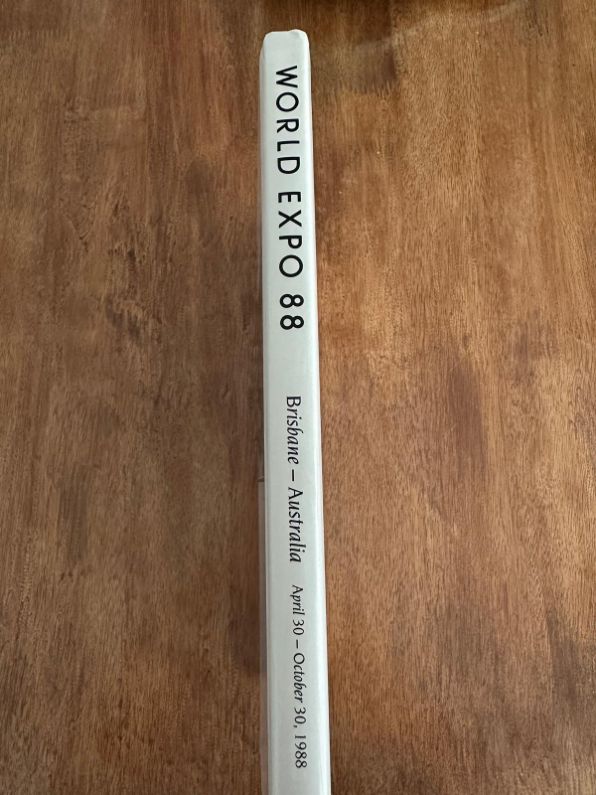 WORLD EXPO 88 Brisbane – Australia April 30 – October 30, 1988